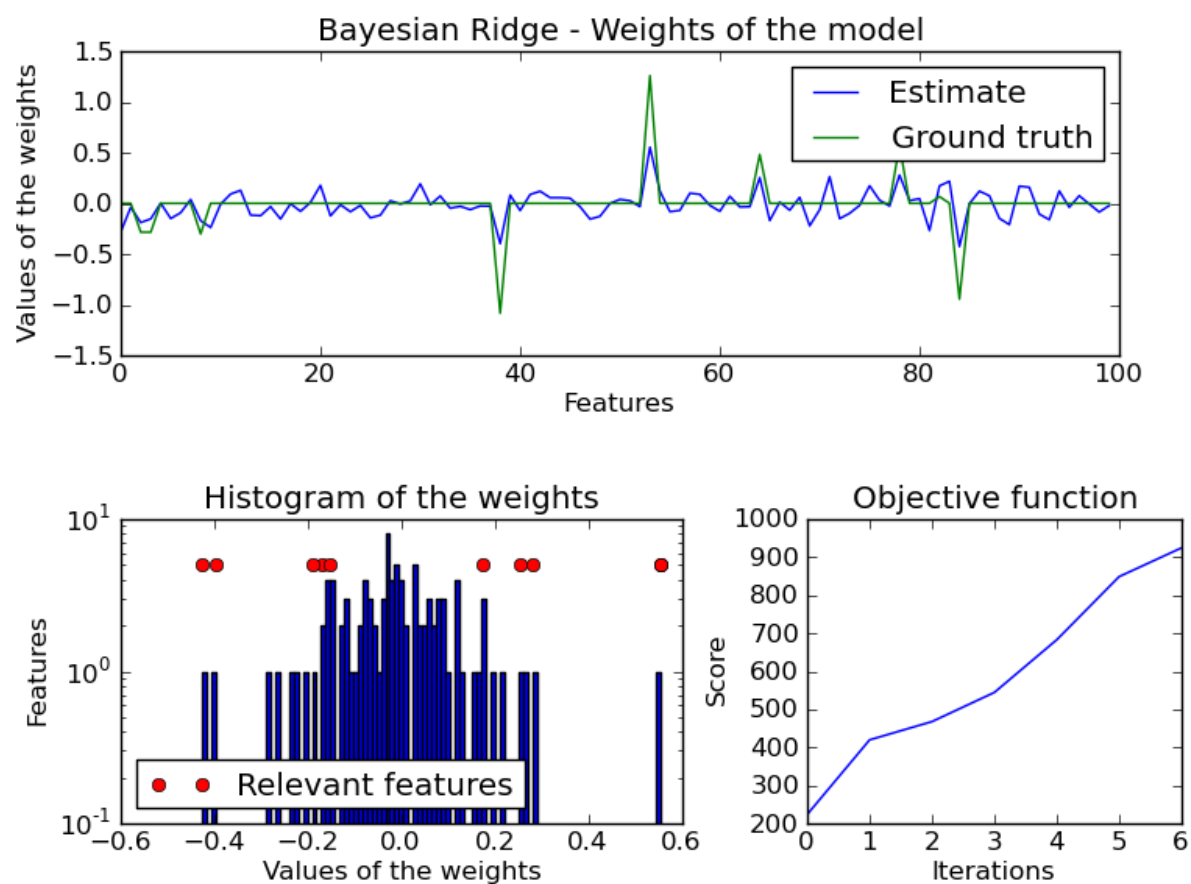 Bayesian Ridge - Weights of the model
Values of the weights
1.5
1.0
0.5
0.0
−0.5
−1.0
−1.5
Estimate
Ground truth
0 20 40 60 80 100
Features
Histogram of the weights
Features
10^1
10^0
10^-1
Relevant features
−0.6 −0.4 −0.2 0.0 0.2 0.4 0.6
Values of the weights
Objective function
Score
1000
900
800
700
600
500
400
300
200
0 1 2 3 4 5 6
Iterations